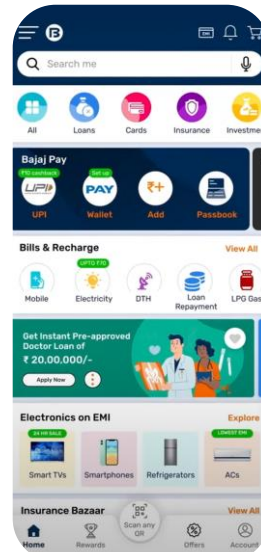 B
EMI
Search me
All Loans Cards Insurance Investme
Bajaj Pay
₹10 cashback Set up
UPI PAY ₹+
UPI Wallet Add Passbook
Bills & Recharge View All
UPTO ₹70
Mobile Electricity DTH Loan Repayment LPG Gas
Get Instant Pre-approved
Doctor Loan of
₹ 20,00,000/-
Apply Now
Electronics on EMI Explore
24 HR SALE LOWEST EMI
Smart TVs Smartphones Refrigerators ACs
Insurance Bazaar View All
Scan any
QR
Home Rewards Offers Account